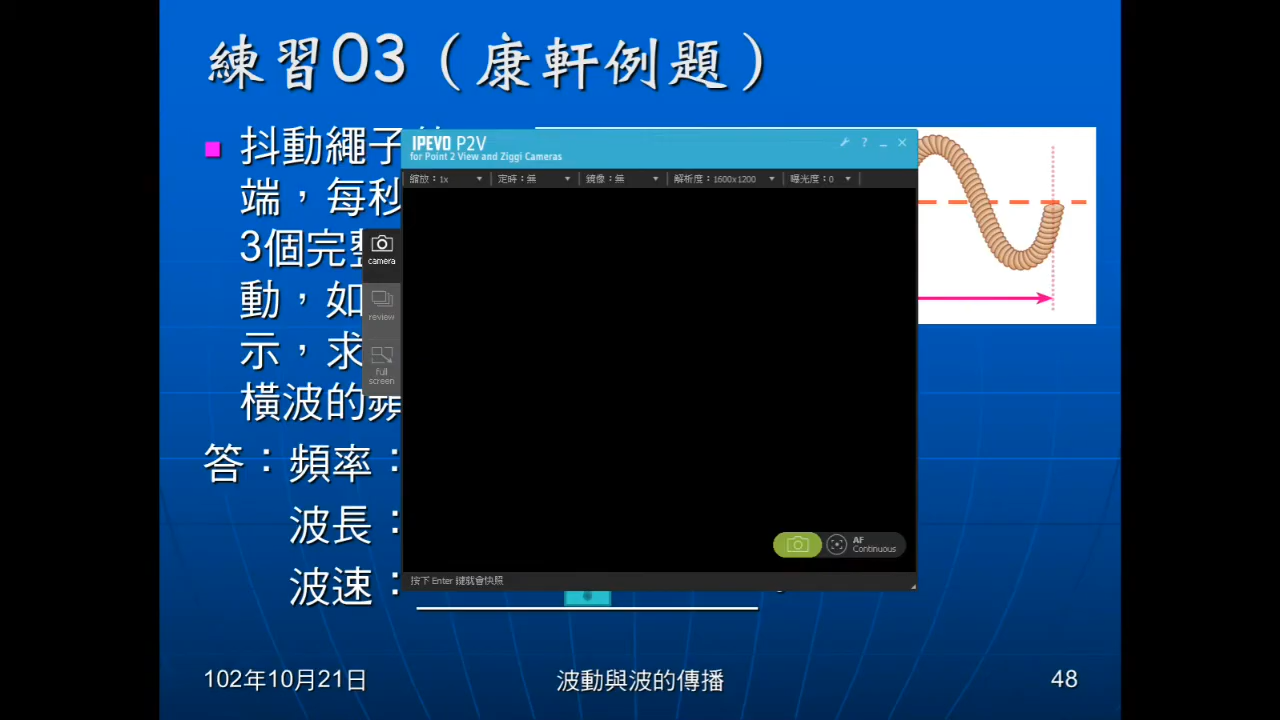 練習03（康軒例題）
抖動繩子
端，每秒
3個完整
動，如
示，求
橫波的頻
答：頻率：
波長：
波速：
IPEVO P2V
for Point 2 View and Ziggi Cameras
縮放：1x 定時：無 鏡像：無 解析度：1600x1200 曝光度：0
camera
review
full
screen
AF
Continuous
按下 Enter 鍵就會快照
102年10月21日 波動與波的傳播 48